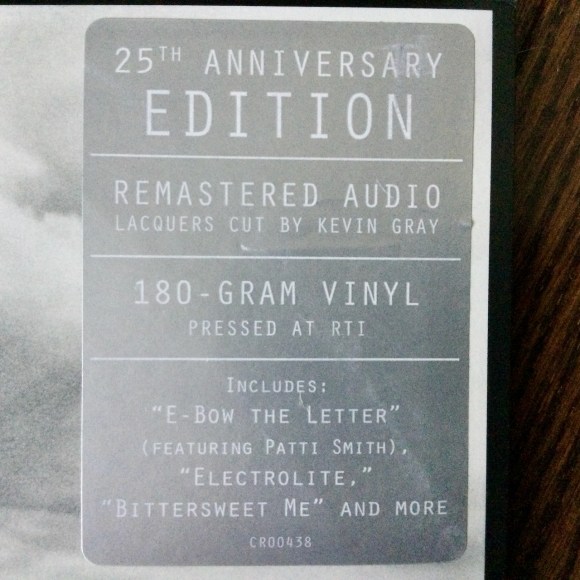 25TH ANNIVERSARY
EDITION
REMASTERED AUDIO
LACQUERS CUT BY KEVIN GRAY
180-GRAM VINYL
PRESSED AT RTI
INCLUDES:
“E-BOW THE LETTER”
(FEATURING PATTI SMITH),
“ELECTROLITE,”
“BITTERSWEET ME” AND MORE
CR00438